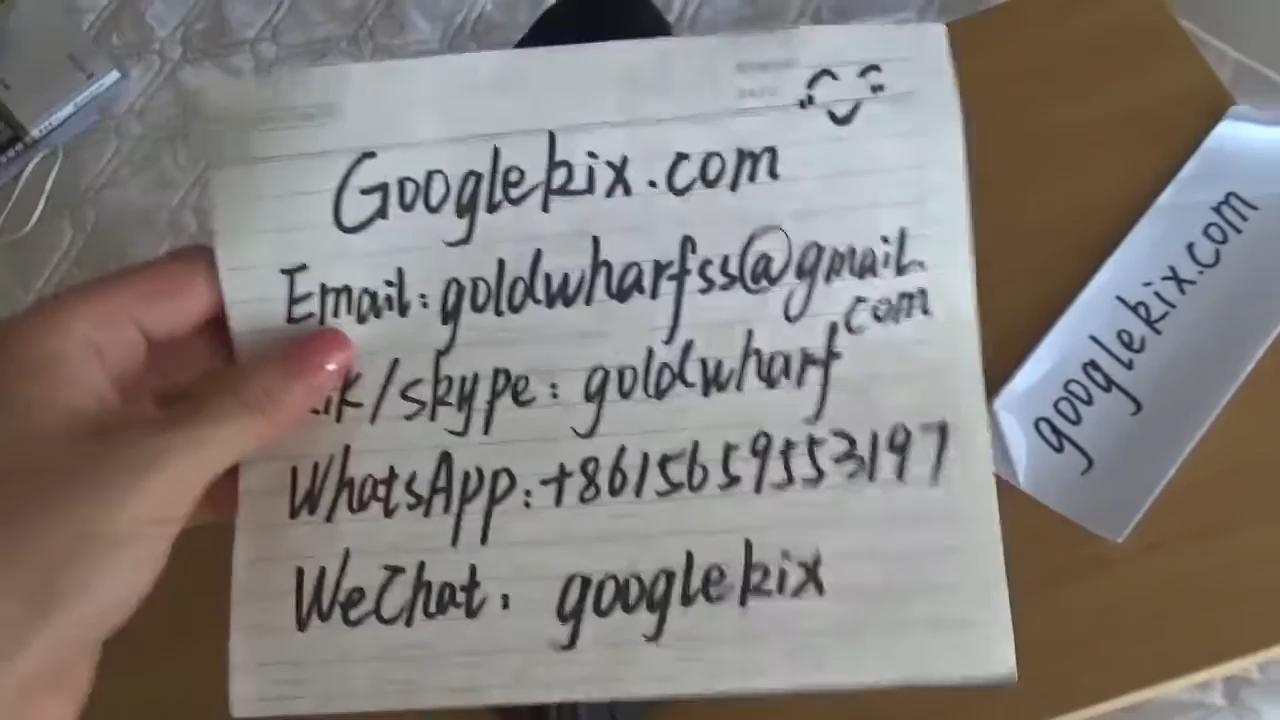 Googlekix.com
Email: goldwharfss@gmail.
com
/skype: goldwharf
WhatsApp: +8615659553197
WeChat: googlekix
googlekix.com